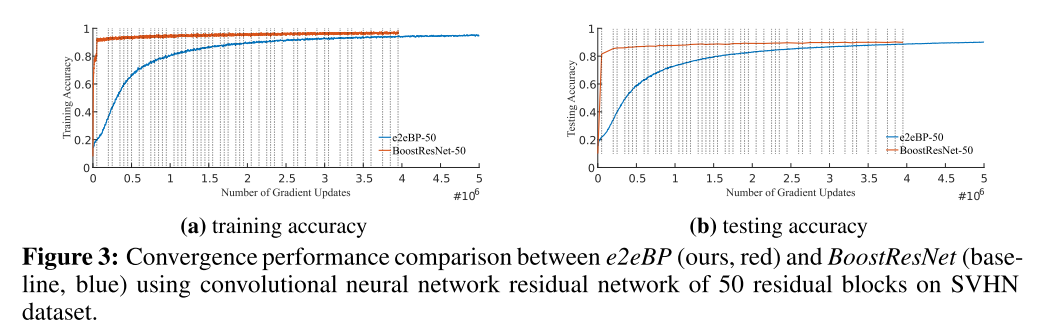 1
0.8
0.6
0.4
0.2
0
Training Accuracy
e2eBP-50
BoostResNet-50
0 0.5 1 1.5 2 2.5 3 3.5 4 4.5 5
Number of Gradient Updates
#10⁶
(a) training accuracy
1
0.8
0.6
0.4
0.2
0
Testing Accuracy
e2eBP-50
BoostResNet-50
0 0.5 1 1.5 2 2.5 3 3.5 4 4.5 5
Number of Gradient Updates
#10⁶
(b) testing accuracy
Figure 3: Convergence performance comparison between e2eBP (ours, red) and BoostResNet (base-
line, blue) using convolutional neural network residual network of 50 residual blocks on SVHN
dataset.